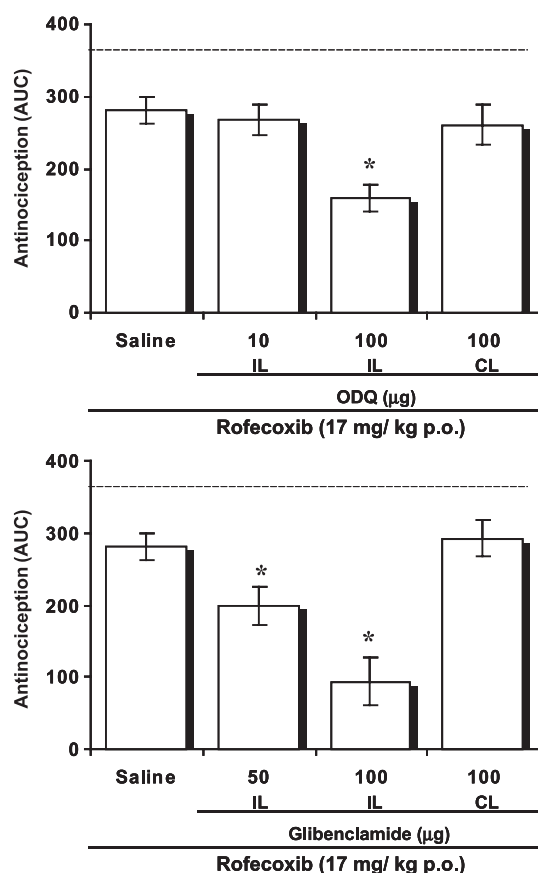 400
300
200
100
0
Antinociception (AUC)
*
Saline 10 100 100
IL IL CL
ODQ (µg)
Rofecoxib (17 mg/ kg p.o.)
400
300
200
100
0
Antinociception (AUC)
*
*
Saline 50 100 100
IL IL CL
Glibenclamide (µg)
Rofecoxib (17 mg/ kg p.o.)